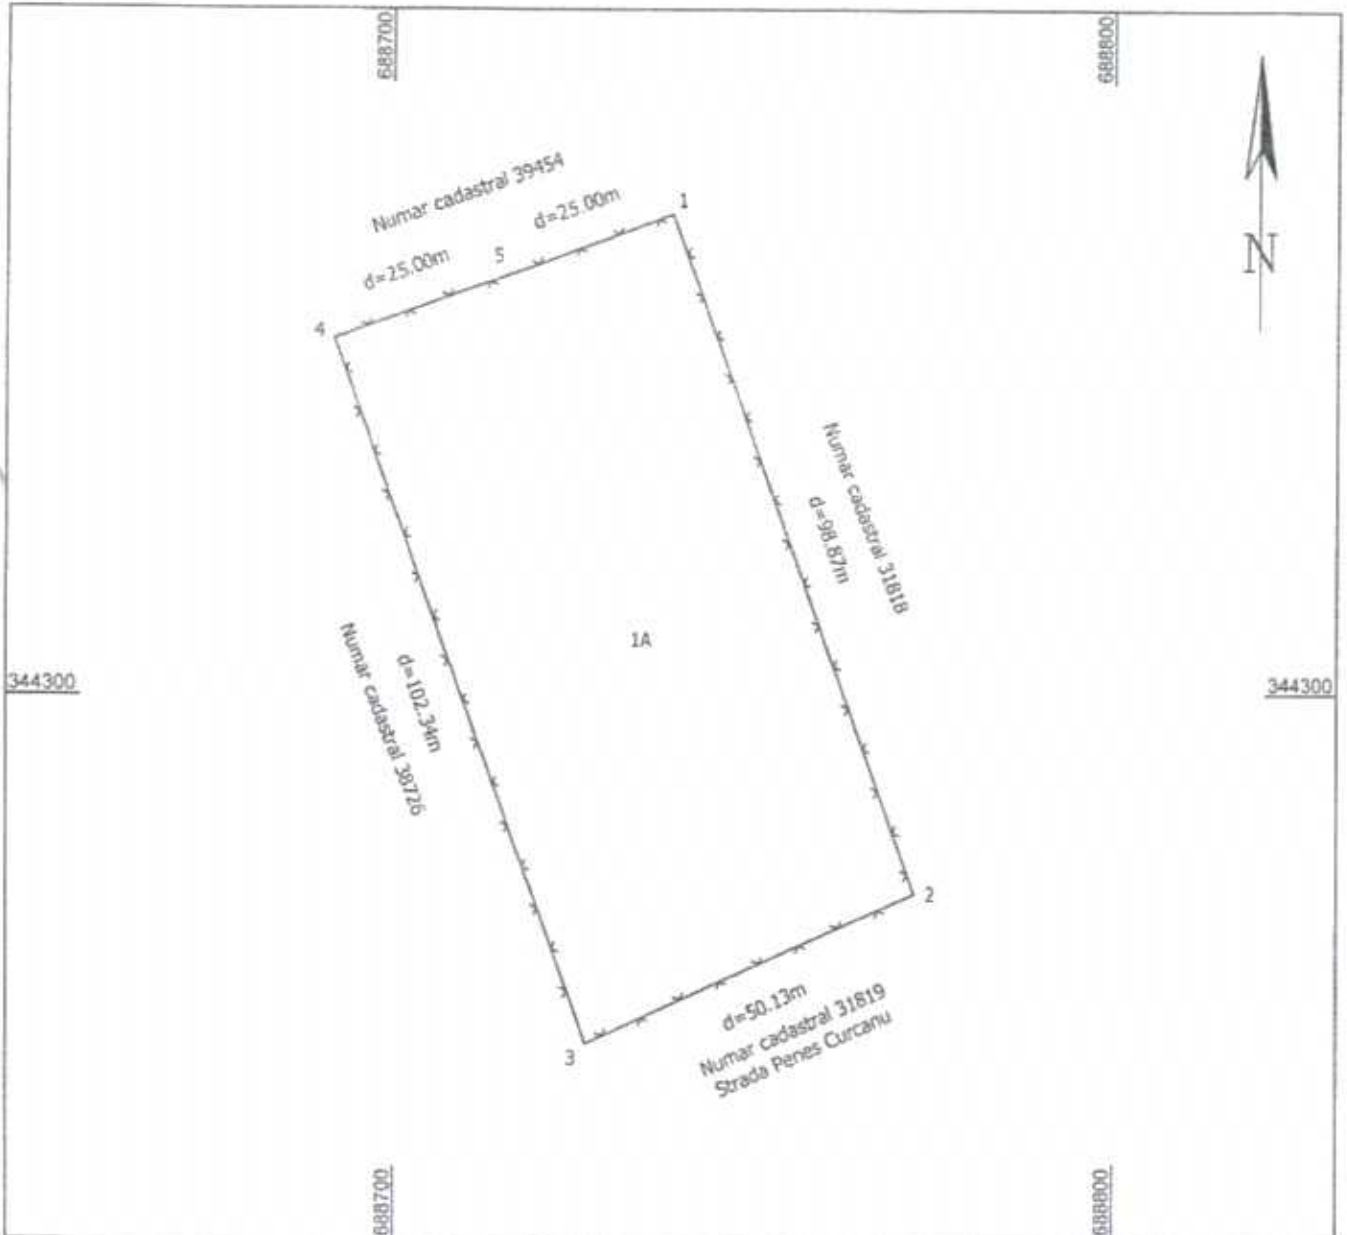 688700
688800
N
Numar cadastral 39454
d=25.00m
1
5
d=25.00m
4
Numar cadastral 31818
d=98.87m
1A
Numar cadastral 38726
d=102.34m
344300
344300
2
d=50.13m
Numar cadastral 31819
Strada Penes Curcanu
3
688700
688800